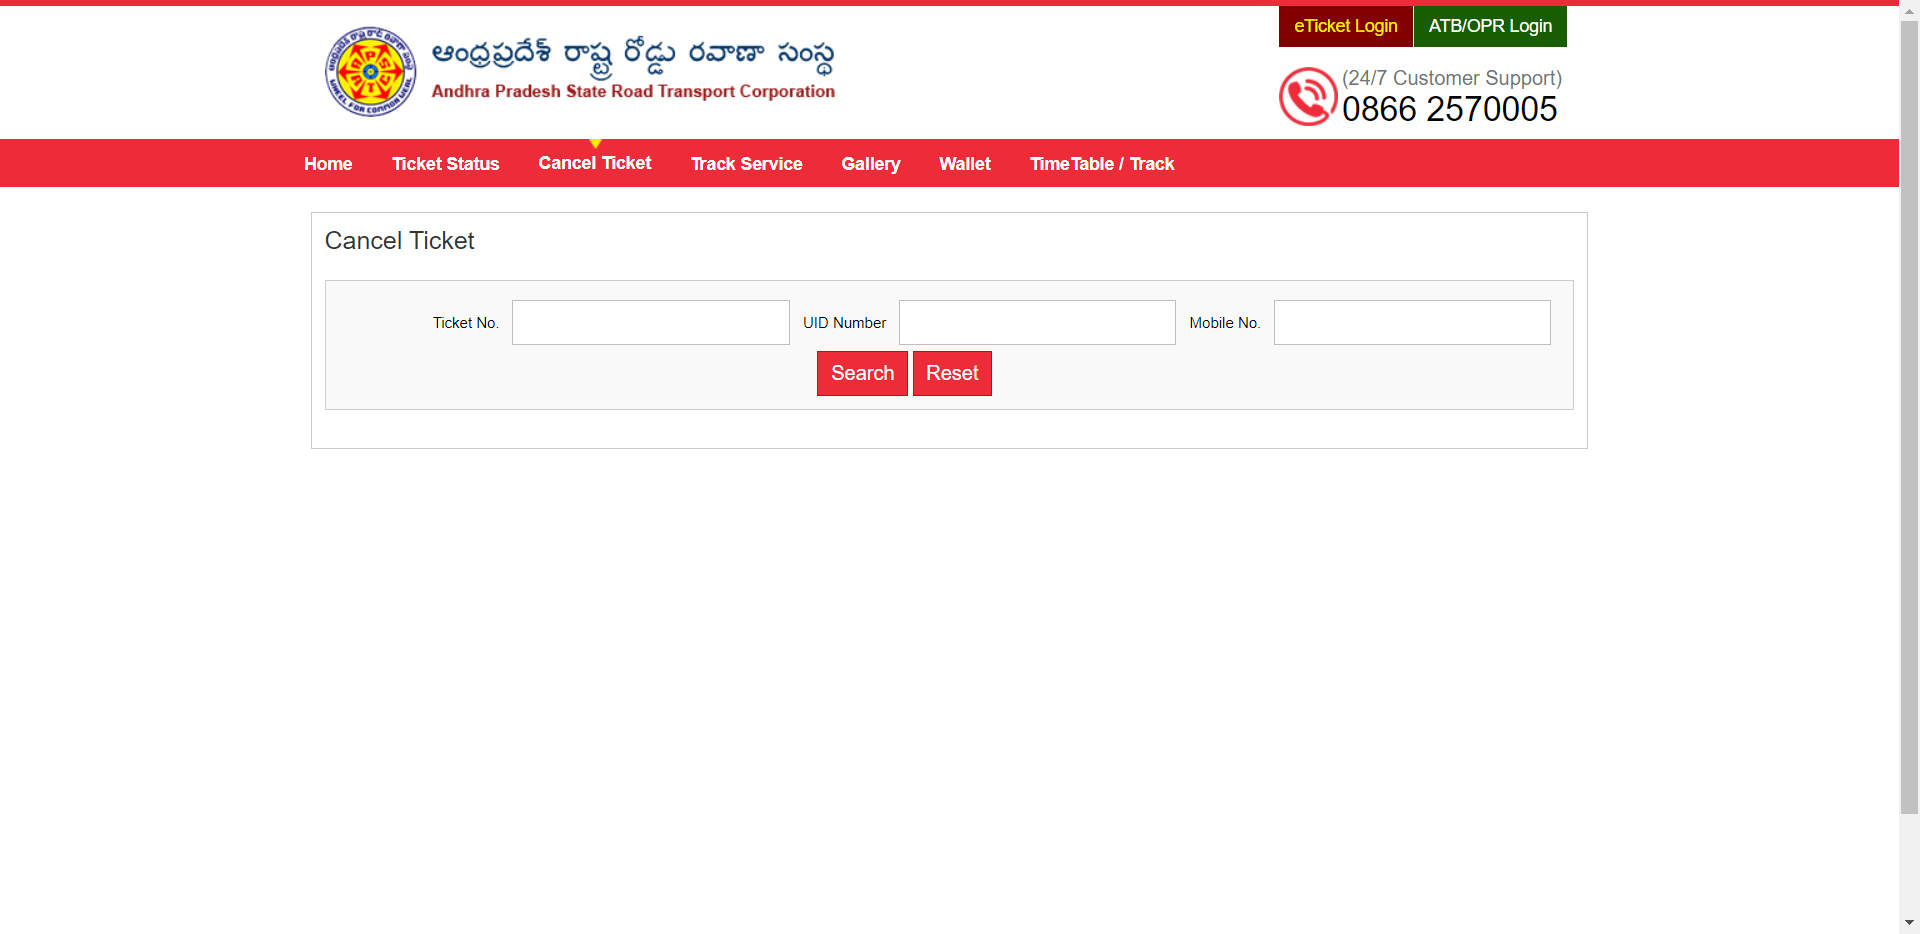 eTicket Login ATB/OPR Login
ఆంధ్రప్రదేశ్ రాష్ట్ర రోడ్డు రవాణా సంస్థ
Andhra Pradesh State Road Transport Corporation
(24/7 Customer Support)
0866 2570005
Home Ticket Status Cancel Ticket Track Service Gallery Wallet TimeTable / Track
Cancel Ticket
Ticket No. UID Number Mobile No.
Search Reset